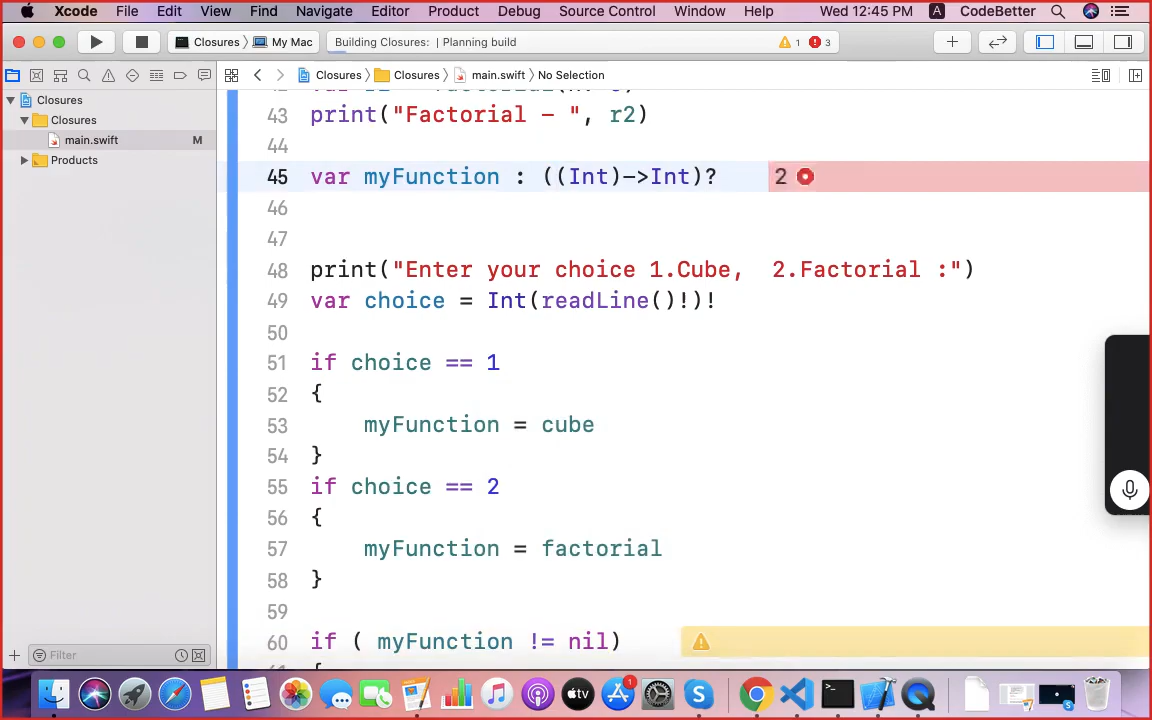 Xcode File Edit View Find Navigate Editor Product Debug Source Control Window Help Wed 12:45 PM A CodeBetter
Closures My Mac Building Closures: | Planning build 1 3
Closures Closures main.swift No Selection
Closures
Closures
main.swift M
Products
43 print("Factorial - ", r2)
44
45 var myFunction : ((Int)->Int)? 2
46
47
48 print("Enter your choice 1.Cube, 2.Factorial :")
49 var choice = Int(readLine()!)!
50
51 if choice == 1
52 {
53 myFunction = cube
54 }
55 if choice == 2
56 {
57 myFunction = factorial
58 }
59
60 if ( myFunction != nil)
Filter
1
tv